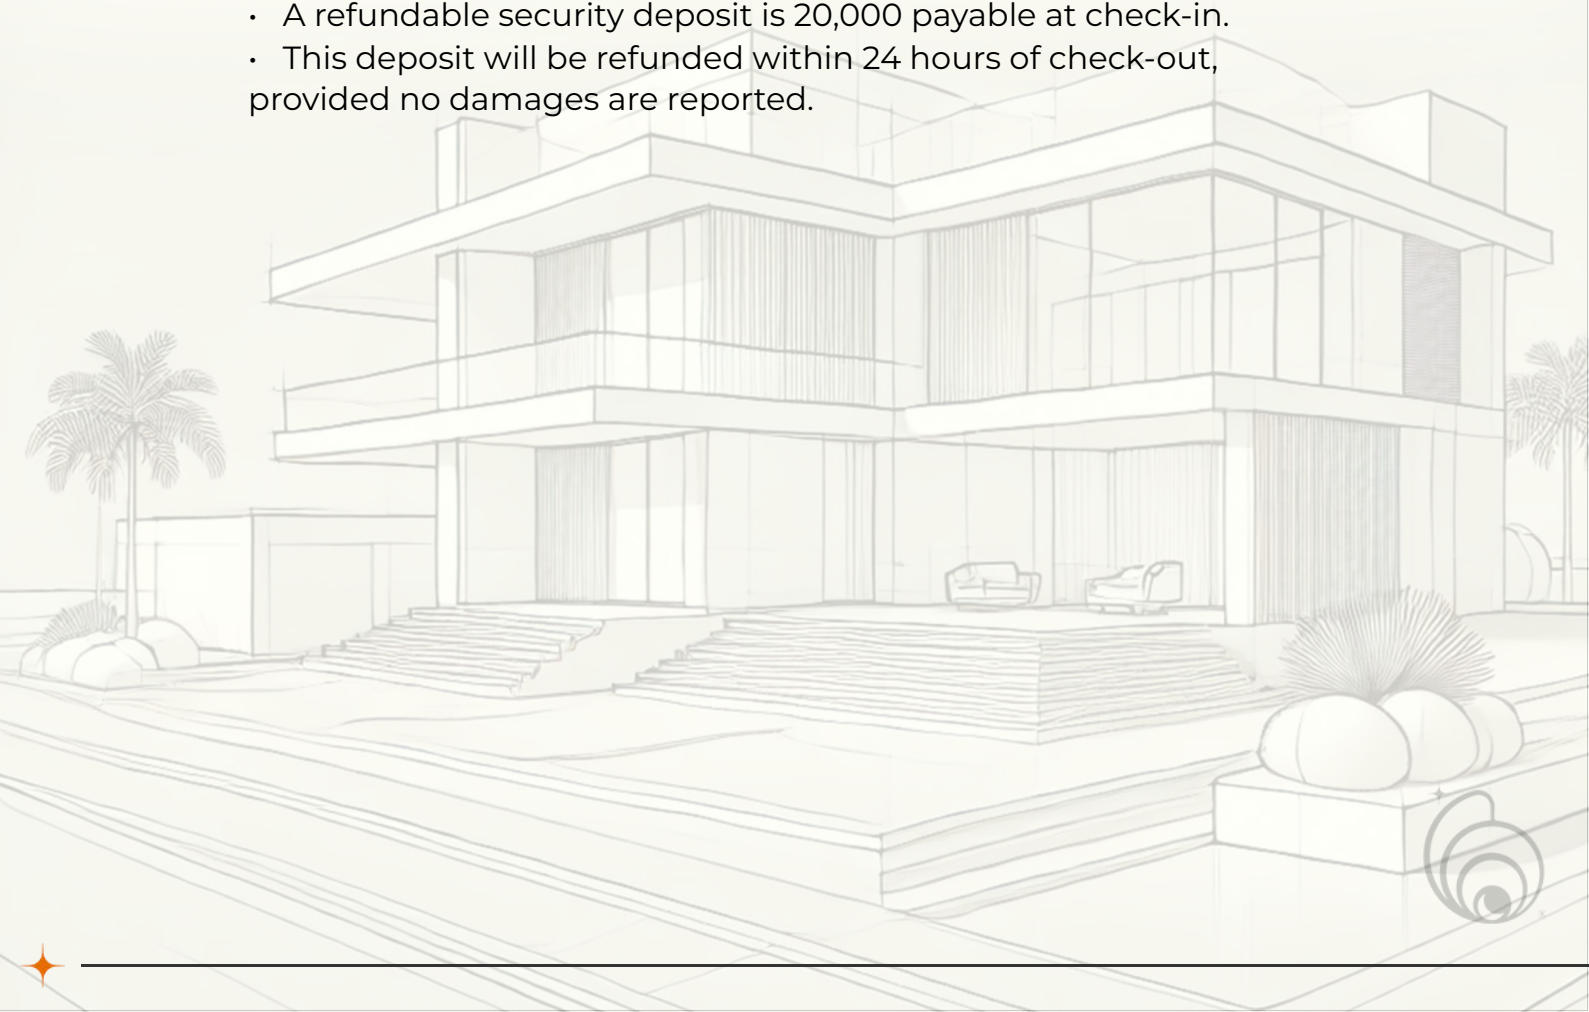 • A refundable security deposit is 20,000 payable at check-in.
• This deposit will be refunded within 24 hours of check-out,
provided no damages are reported.